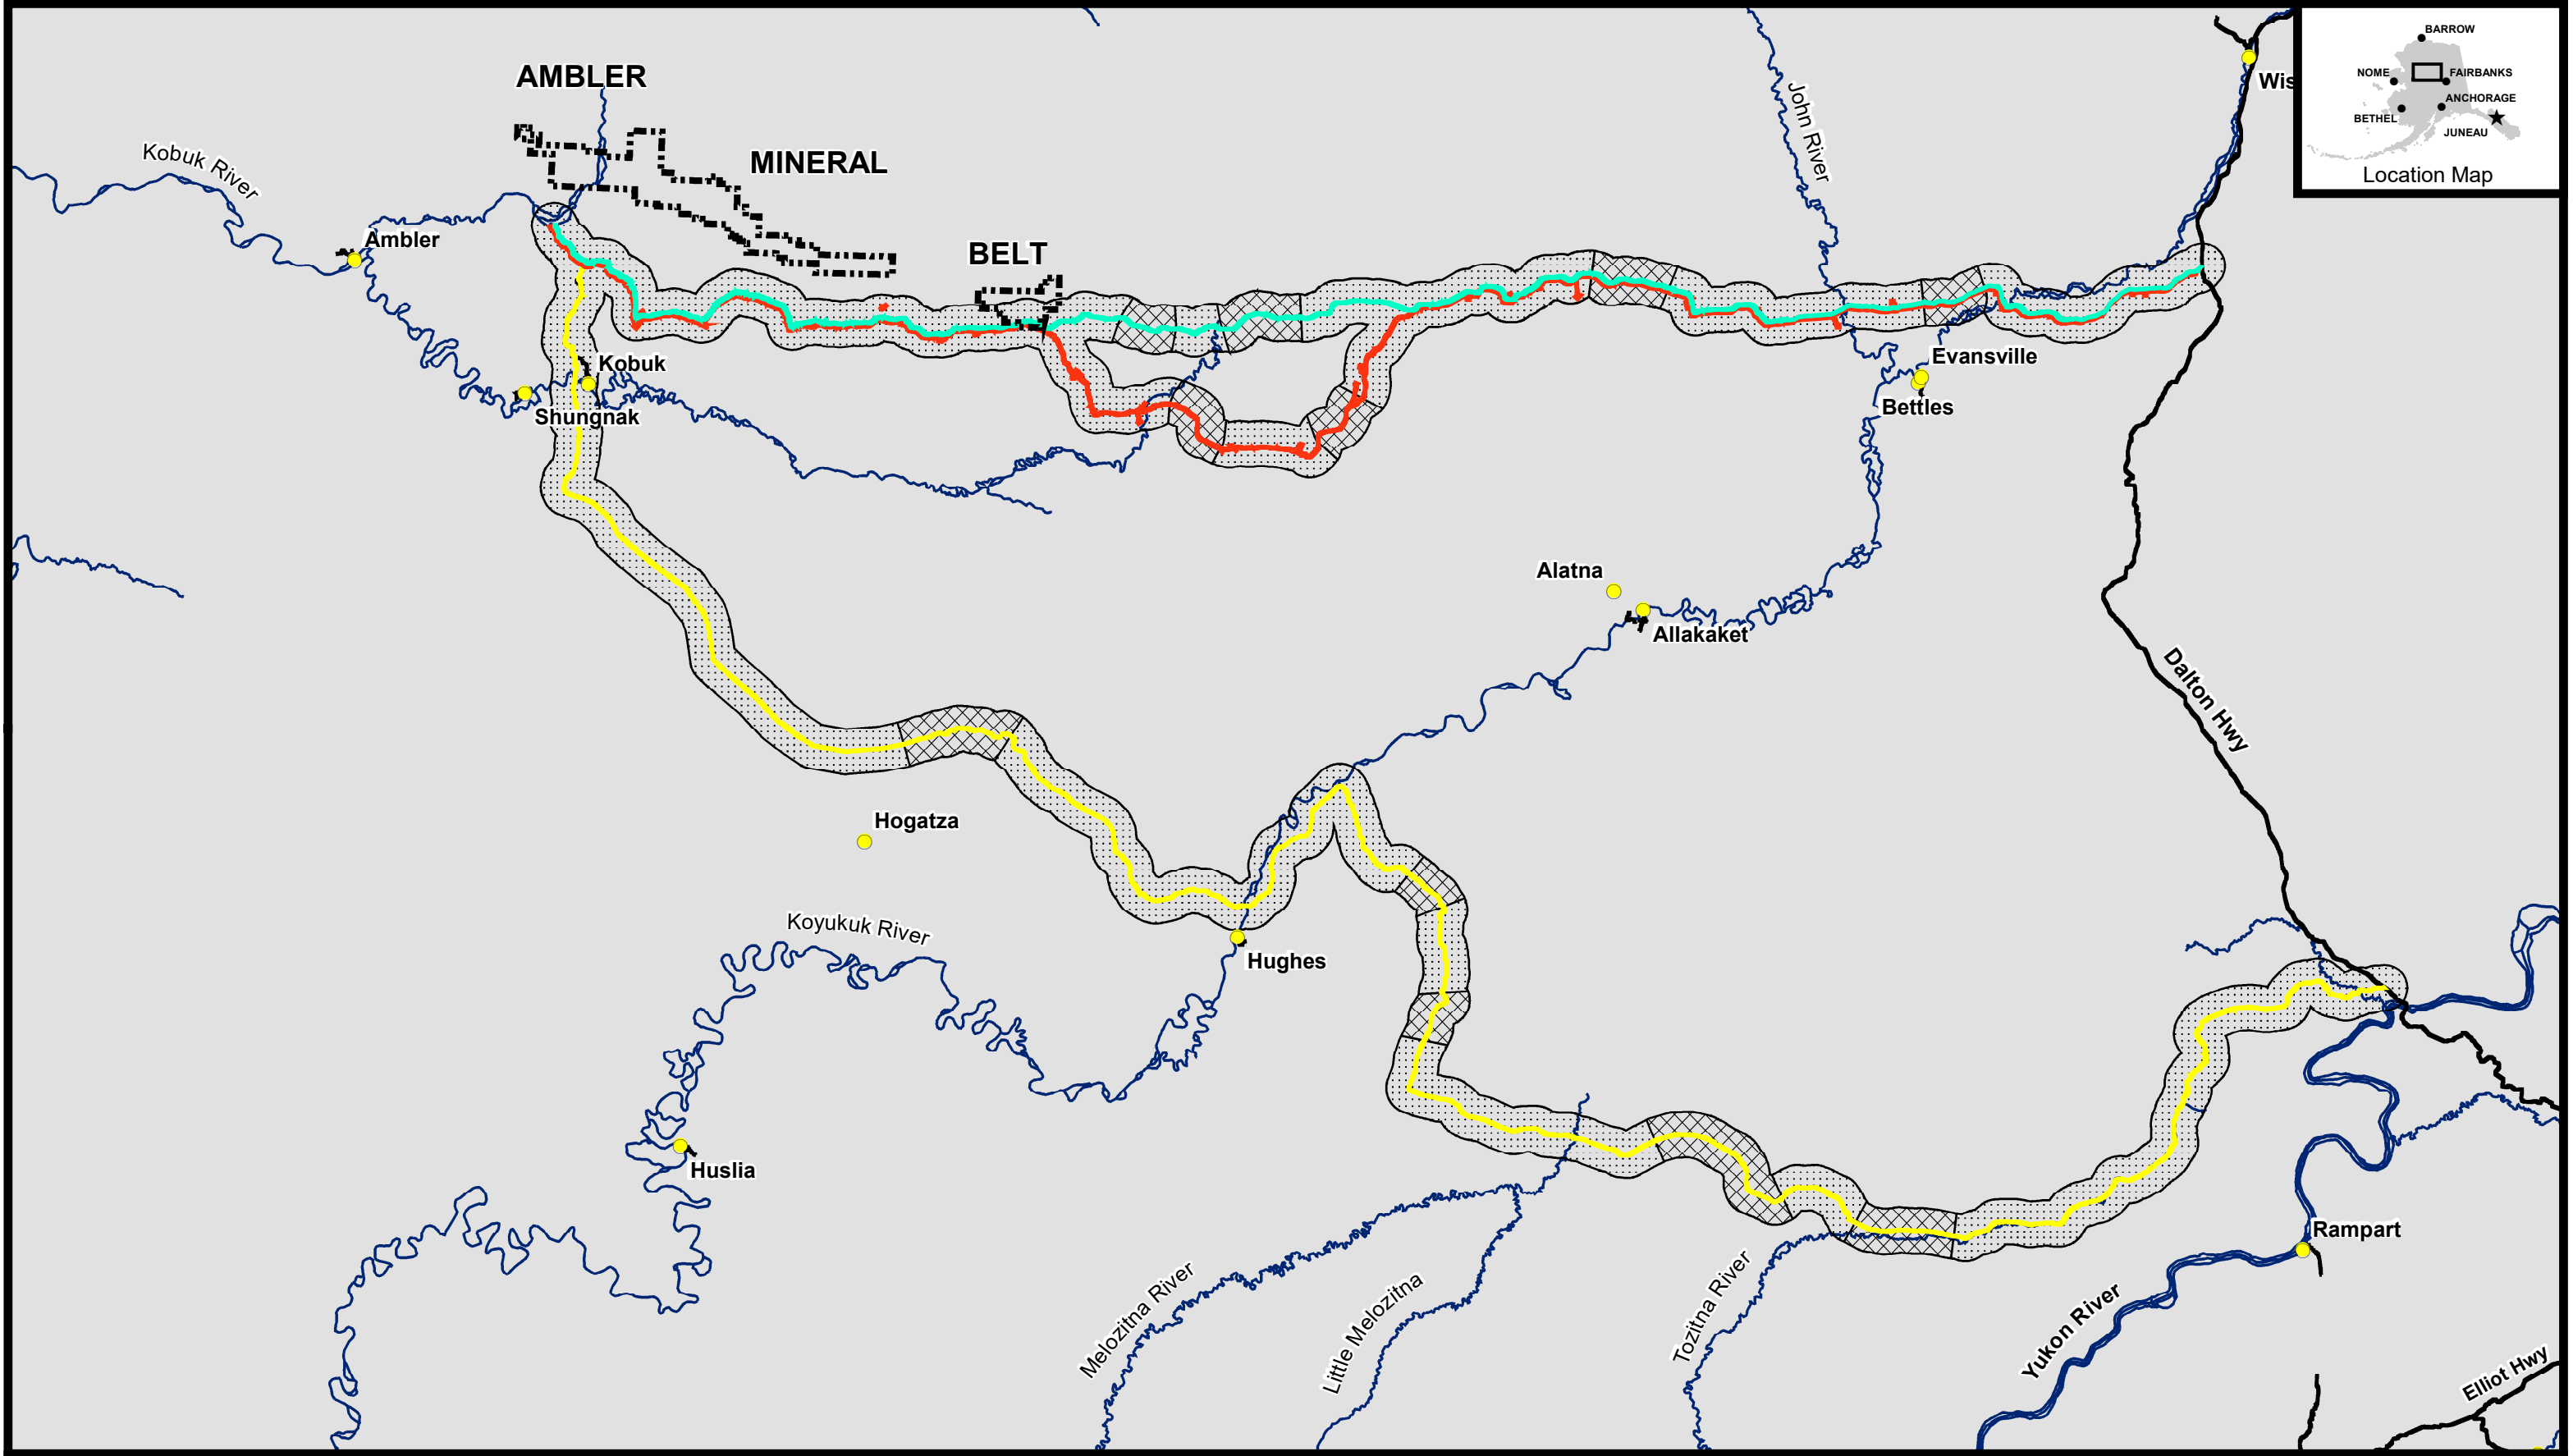 AMBLER
MINERAL
BELT
Kobuk River
Ambler
Kobuk
Shungnak
John River
Wis
BARROW
NOME
FAIRBANKS
ANCHORAGE
BETHEL
JUNEAU
Location Map
Evansville
Bettles
Alatna
Allakaket
Dalton Hwy
Hogatza
Koyukuk River
Hughes
Huslia
Melozitna River
Little Melozitna
Tozitna River
Rampart
Yukon River
Elliot Hwy